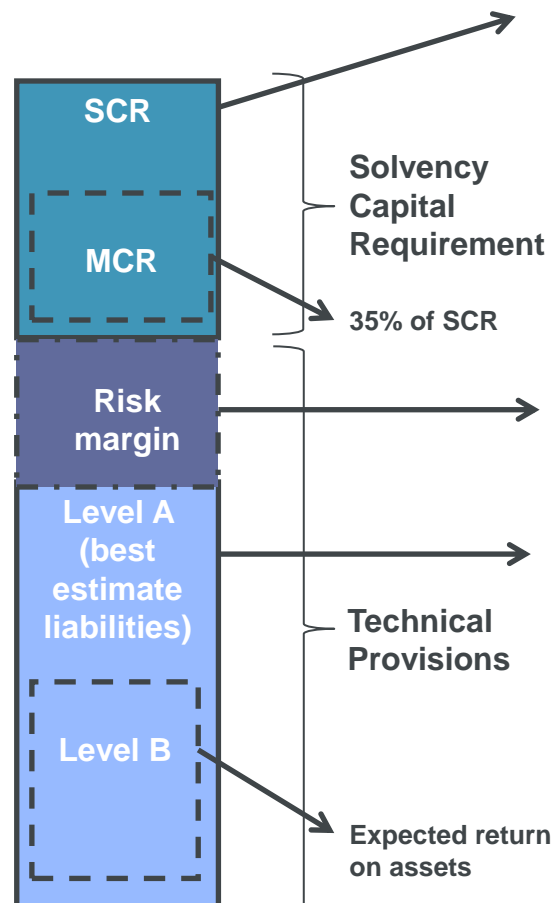 SCR
Solvency
Capital
Requirement
MCR
35% of SCR
Risk
margin
Level A
(best
estimate
liabilities)
Technical
Provisions
Level B
Expected return
on assets